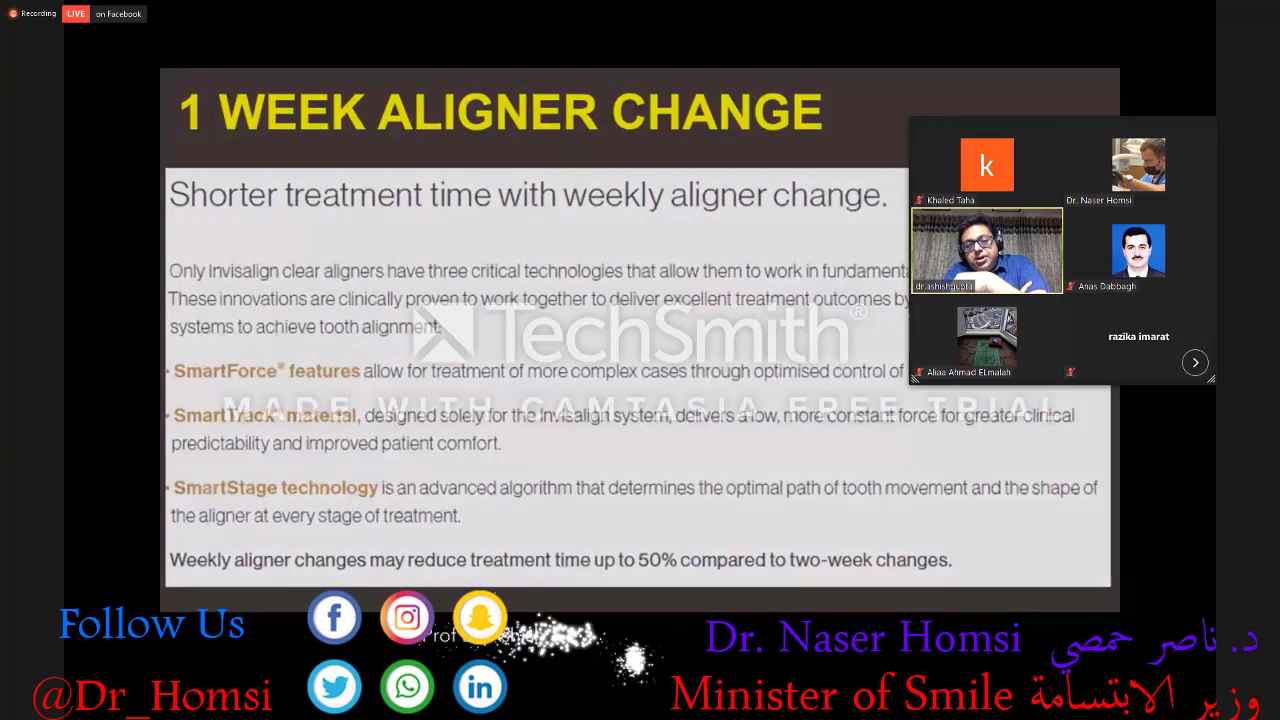 Recording LIVE on Facebook
1 WEEK ALIGNER CHANGE
Shorter treatment time with weekly aligner change.
Only Invisalign clear aligners have three critical technologies that allow them to work in
These innovations are clinically proven to work together to deliver excellent treatment outcomes by
systems to achieve tooth alignment.
• SmartForce® features allow for treatment of more complex cases through optimised control of
• SmartTrack® material, designed solely for the Invisalign system, delivers a low, more constant force for greater clinical
predictability and improved patient comfort.
• SmartStage technology is an advanced algorithm that determines the optimal path of tooth movement and the shape of
the aligner at every stage of treatment.
Weekly aligner changes may reduce treatment time up to 50% compared to two-week changes.
TechSmith®
MADE WITH CAMTASIA FREE TRIAL
k
Khaled Taha
Dr. Naser Homsi
dr.ashishgupta
Anas Dabbagh
Aliaa Ahmad ELmalah
razika imarat
Follow Us
@Dr_Homsi
Prof
Dr. Naser Homsi د. ناصر حمصي
Minister of Smile وزير الابتسامة